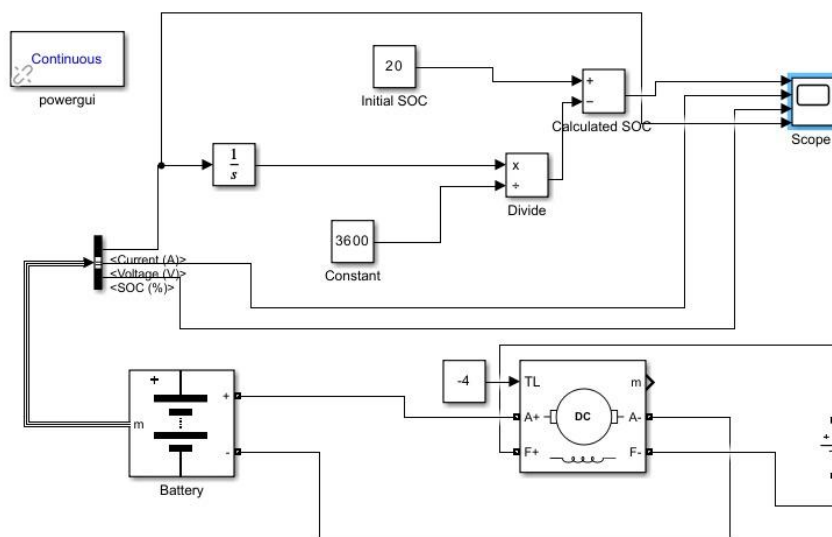 Continuous
powergui
20
Initial SOC
+
−
Calculated SOC
Scope
1
s
x
÷
Divide
3600
Constant
<Current (A)>
<Voltage (V)>
<SOC (%)>
+
m
+
-
Battery
-4
TL
m
A+
DC
A-
F+
F-
+